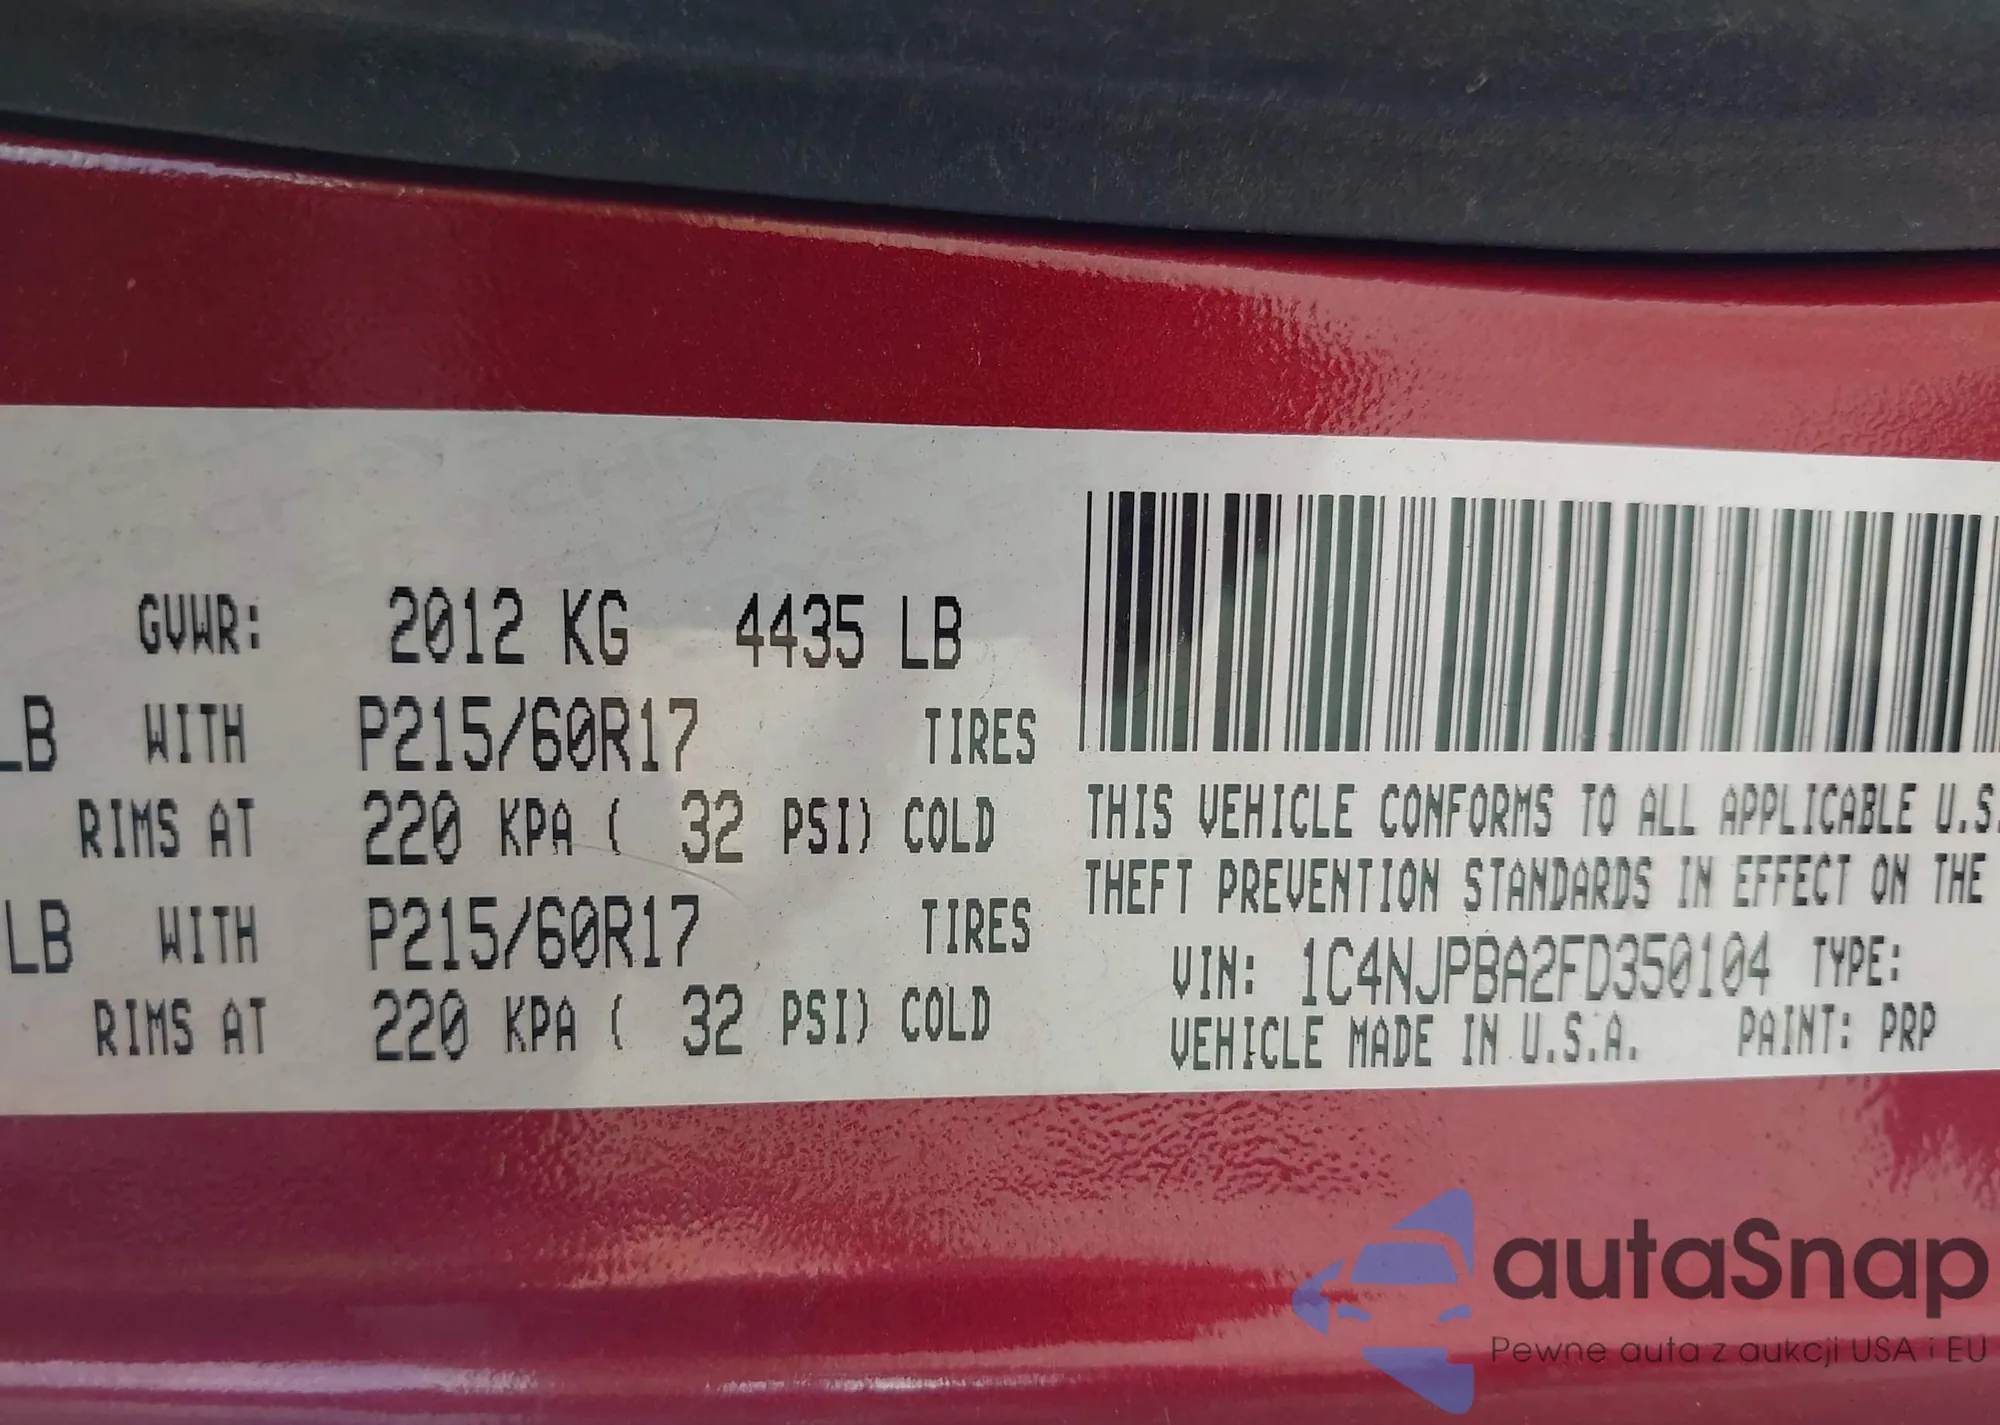 GVWR: 2012 KG 4435 LB
LB WITH P215/60R17 TIRES
RIMS AT 220 KPA ( 32 PSI) COLD
LB WITH P215/60R17 TIRES
RIMS AT 220 KPA ( 32 PSI) COLD
THIS VEHICLE CONFORMS TO ALL APPLICABLE U.S.
THEFT PREVENTION STANDARDS IN EFFECT ON THE
VIN: 1C4NJPBA2FD350104 TYPE:
VEHICLE MADE IN U.S.A. PAINT: PRP
autaSnap
Pewne auta z aukcji USA i EU